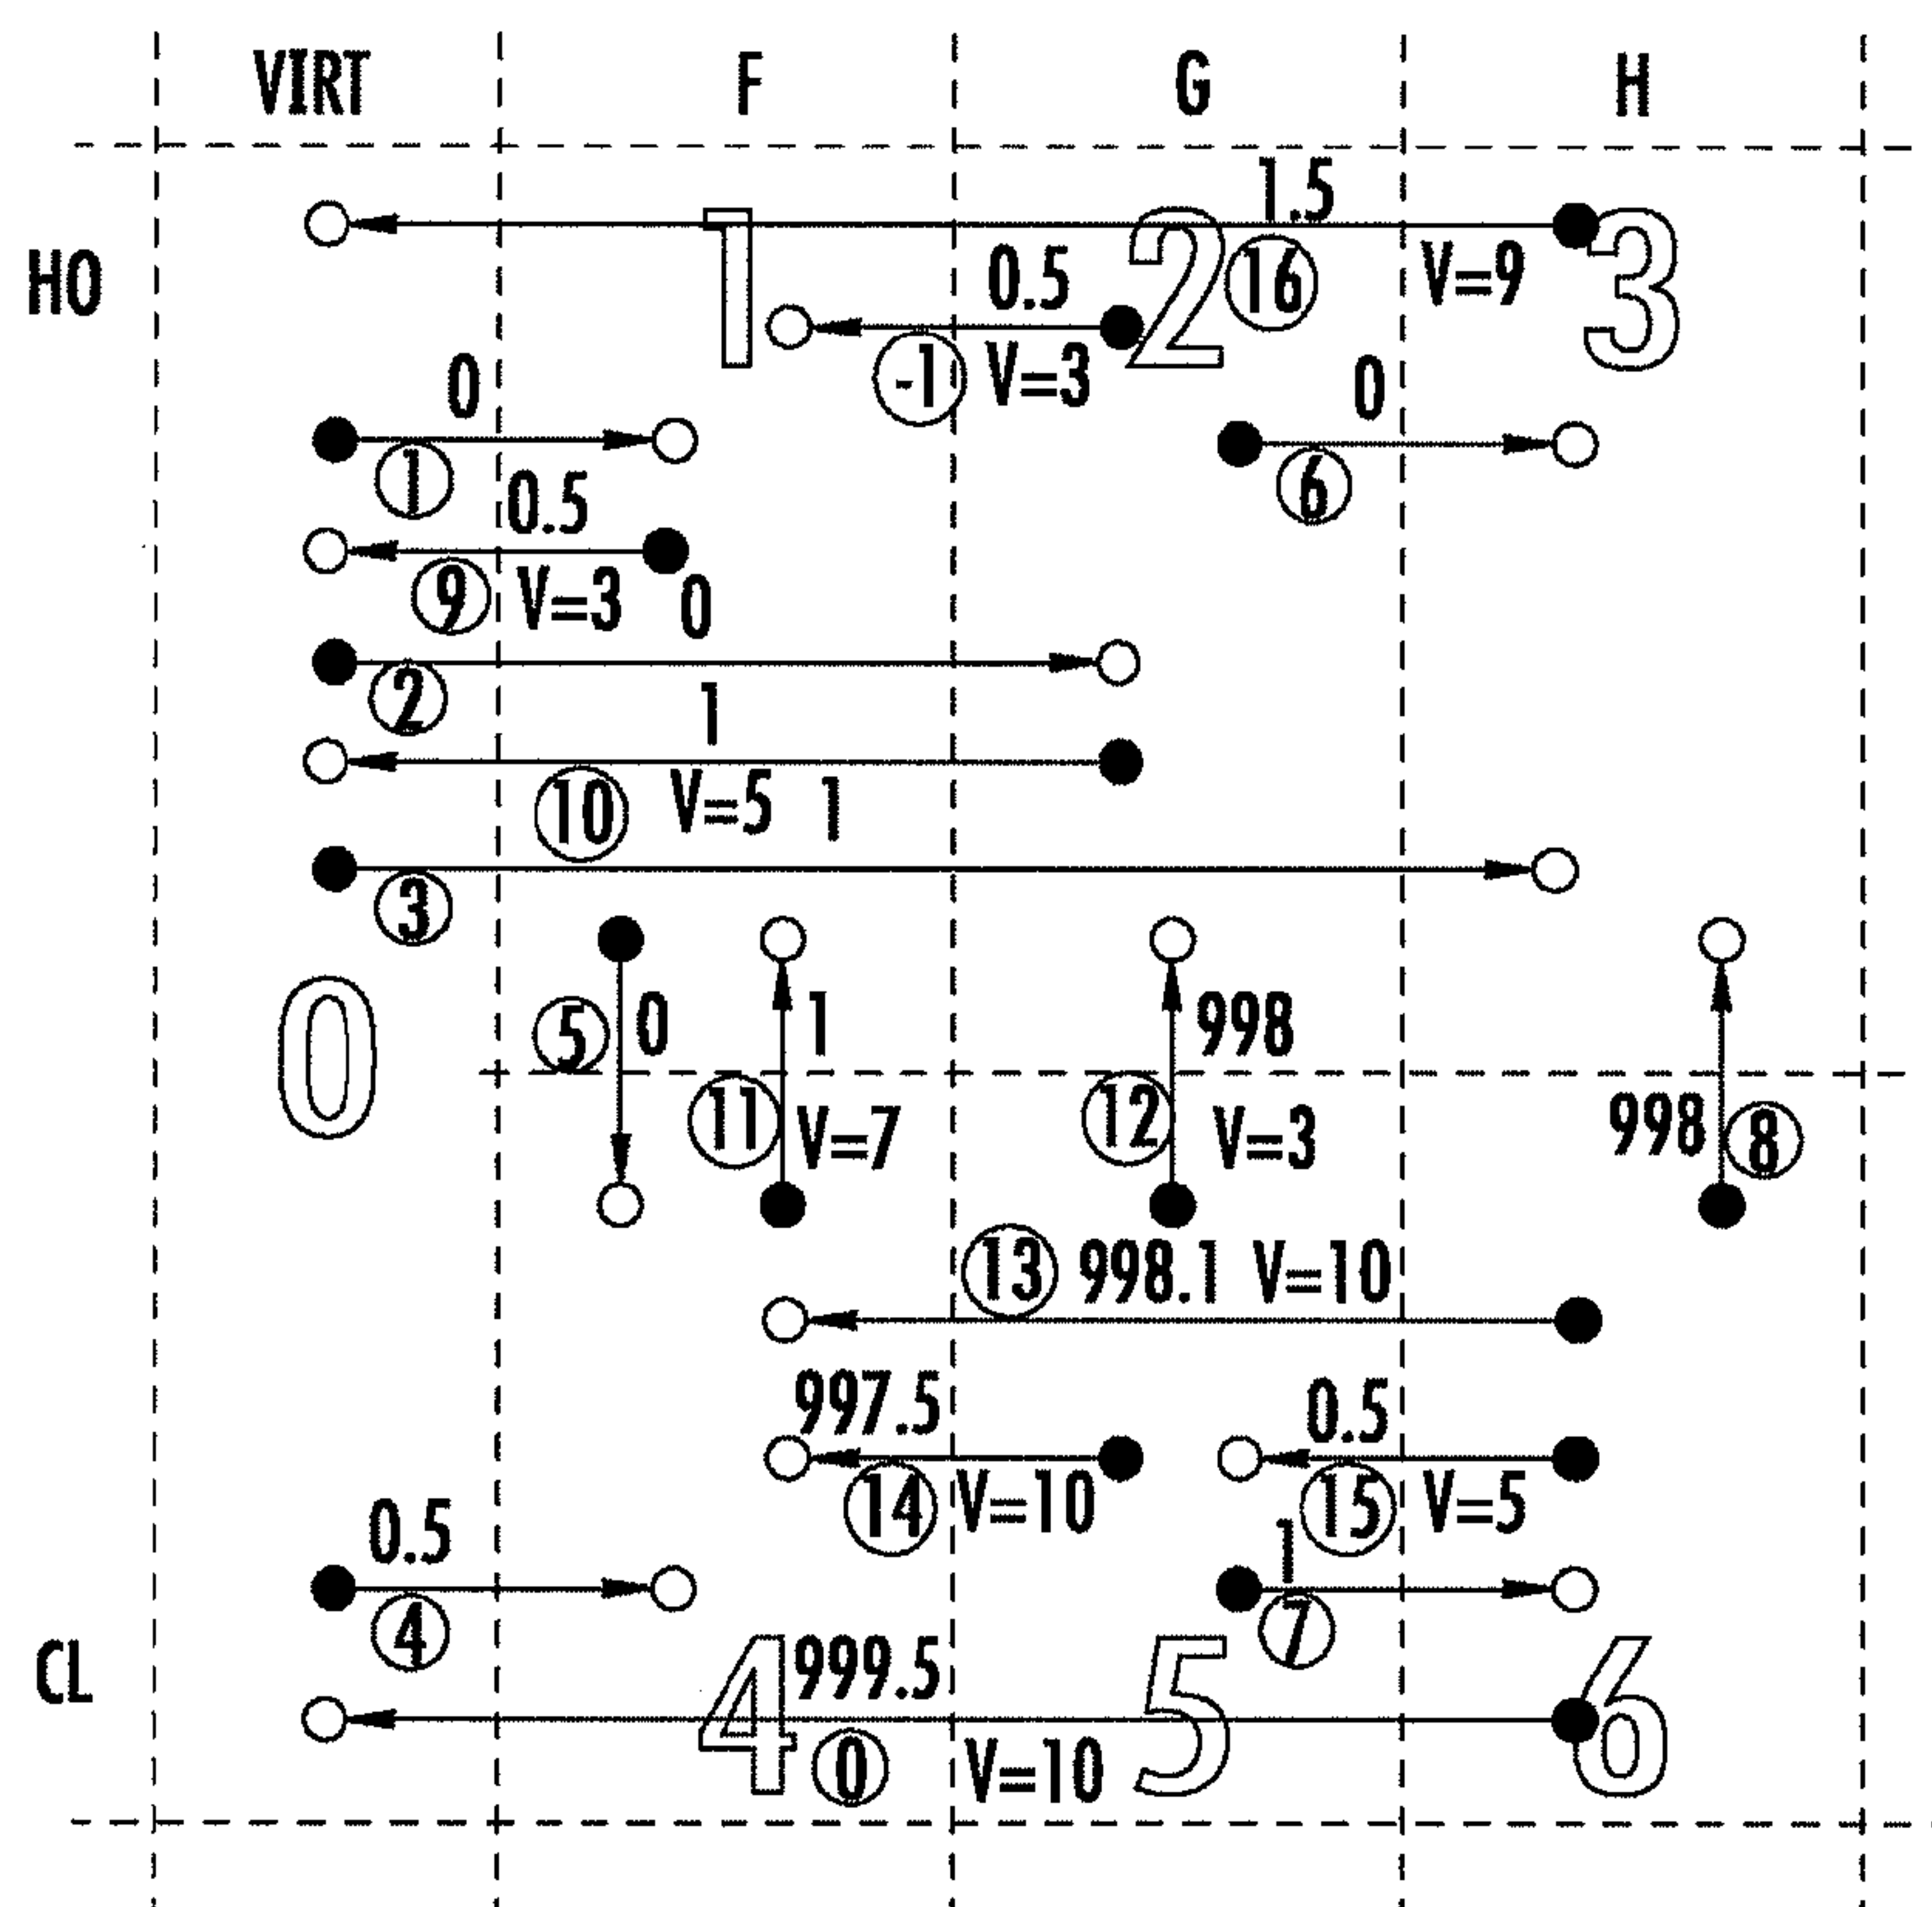 VIRT F G H
1.5
HO 1 2 16 V=9 3
0.5
-1 V=3
0 0
1 6
0.5
9 V=3 0
2
1
10 V=5 1
3
0 5 0 1 998
11 V=7 12 V=3 998 8
13 998.1 V=10
997.5 0.5
14 V=10 15 V=5
0.5 1
4 7
CL 4 999.5 5 6
0 V=10